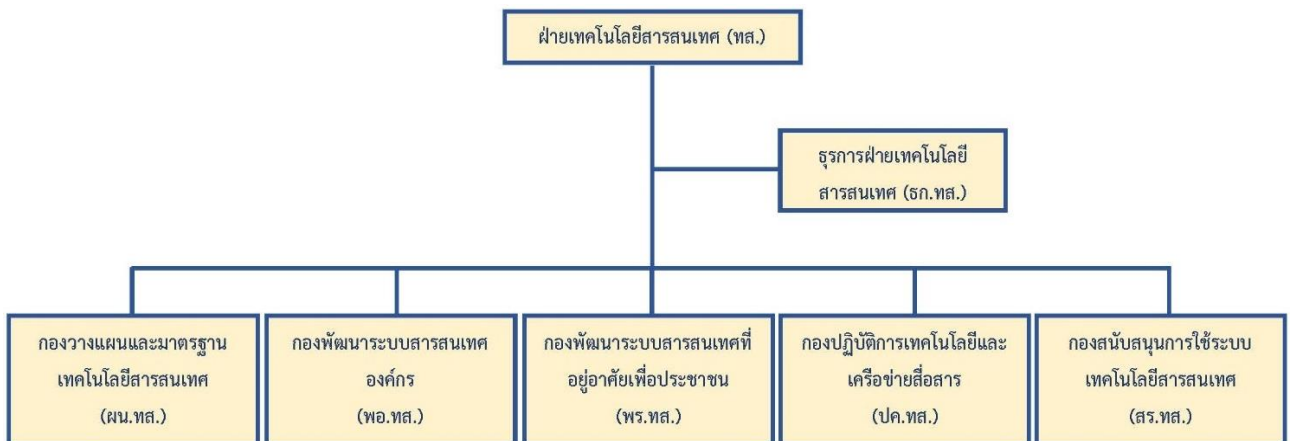 ฝ่ายเทคโนโลยีสารสนเทศ (ทส.)
ธุรการฝ่ายเทคโนโลยี
สารสนเทศ (ธก.ทส.)
กองวางแผนและมาตรฐาน
เทคโนโลยีสารสนเทศ
(ผน.ทส.)
กองพัฒนาระบบสารสนเทศ
องค์กร
(พอ.ทส.)
กองพัฒนาระบบสารสนเทศที่
อยู่อาศัยเพื่อประชาชน
(พร.ทส.)
กองปฏิบัติการเทคโนโลยีและ
เครือข่ายสื่อสาร
(ปค.ทส.)
กองสนับสนุนการใช้ระบบ
เทคโนโลยีสารสนเทศ
(สร.ทส.)